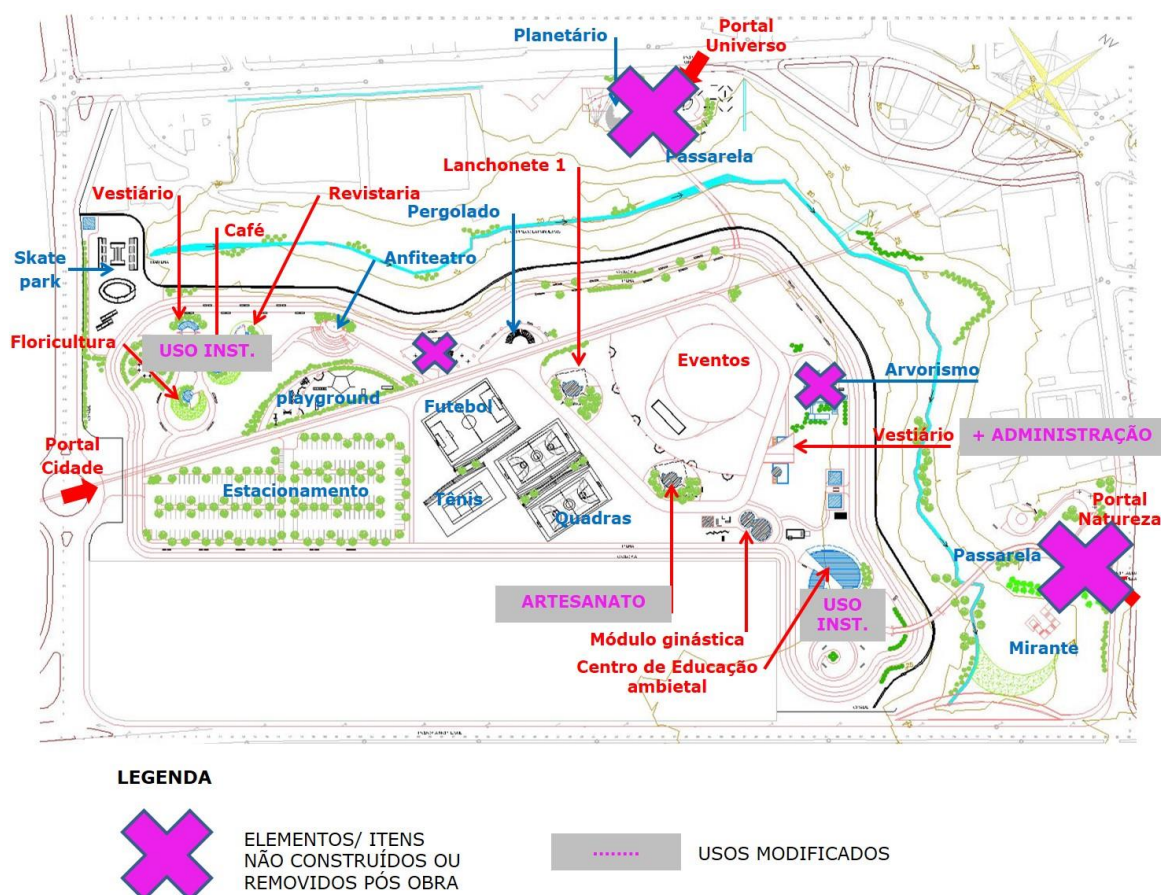 Planetário
Portal
Universo
NV
Passarela
Lanchonete 1
Vestiário
Revistaria
Pergolado
Café
Skate
park
Anfiteatro
Floricultura
USO INST.
Eventos
Arvorismo
playground
Futebol
Vestiário
+ ADMINISTRAÇÃO
Portal
Cidade
Estacionamento
Tênis
Quadras
Portal
Natureza
Passarela
ARTESANATO
USO
INST.
Módulo ginástica
Mirante
Centro de Educação
ambietal
LEGENDA
ELEMENTOS/ ITENS
NÃO CONSTRUÍDOS OU
REMOVIDOS PÓS OBRA
USOS MODIFICADOS